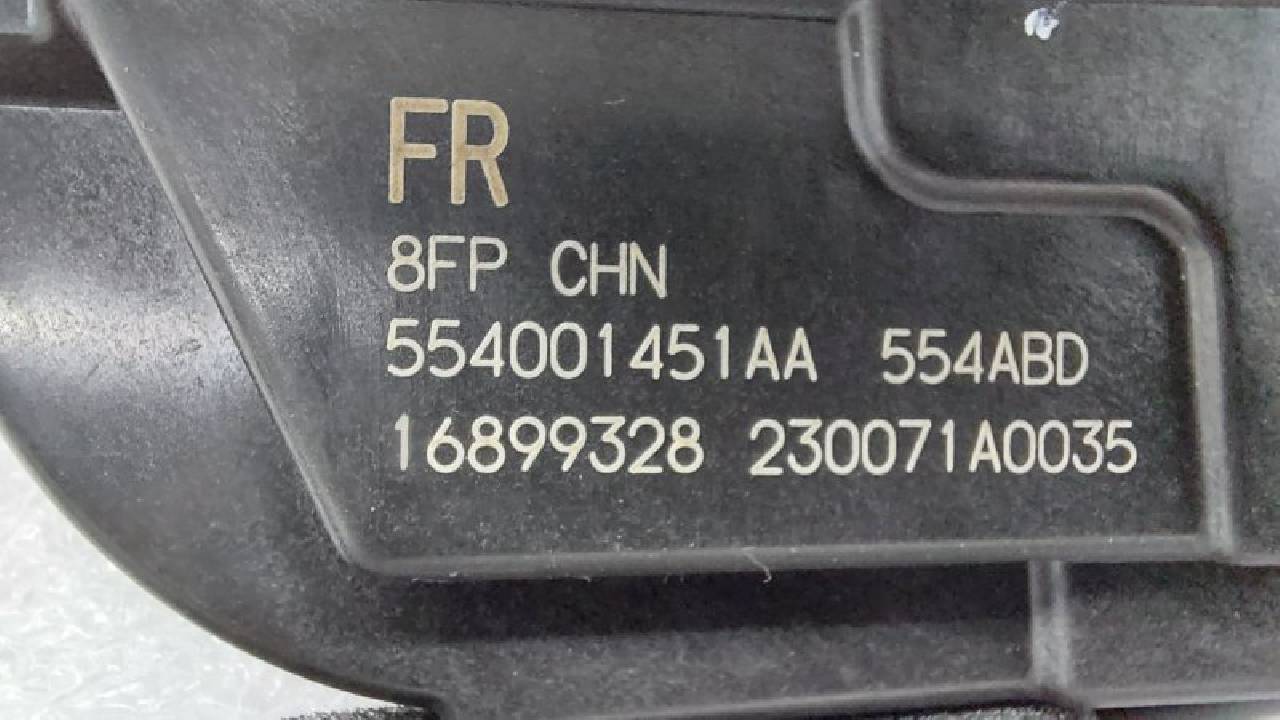 FR
8FP CHN
554001451AA 554ABD
16899328 230071A0035